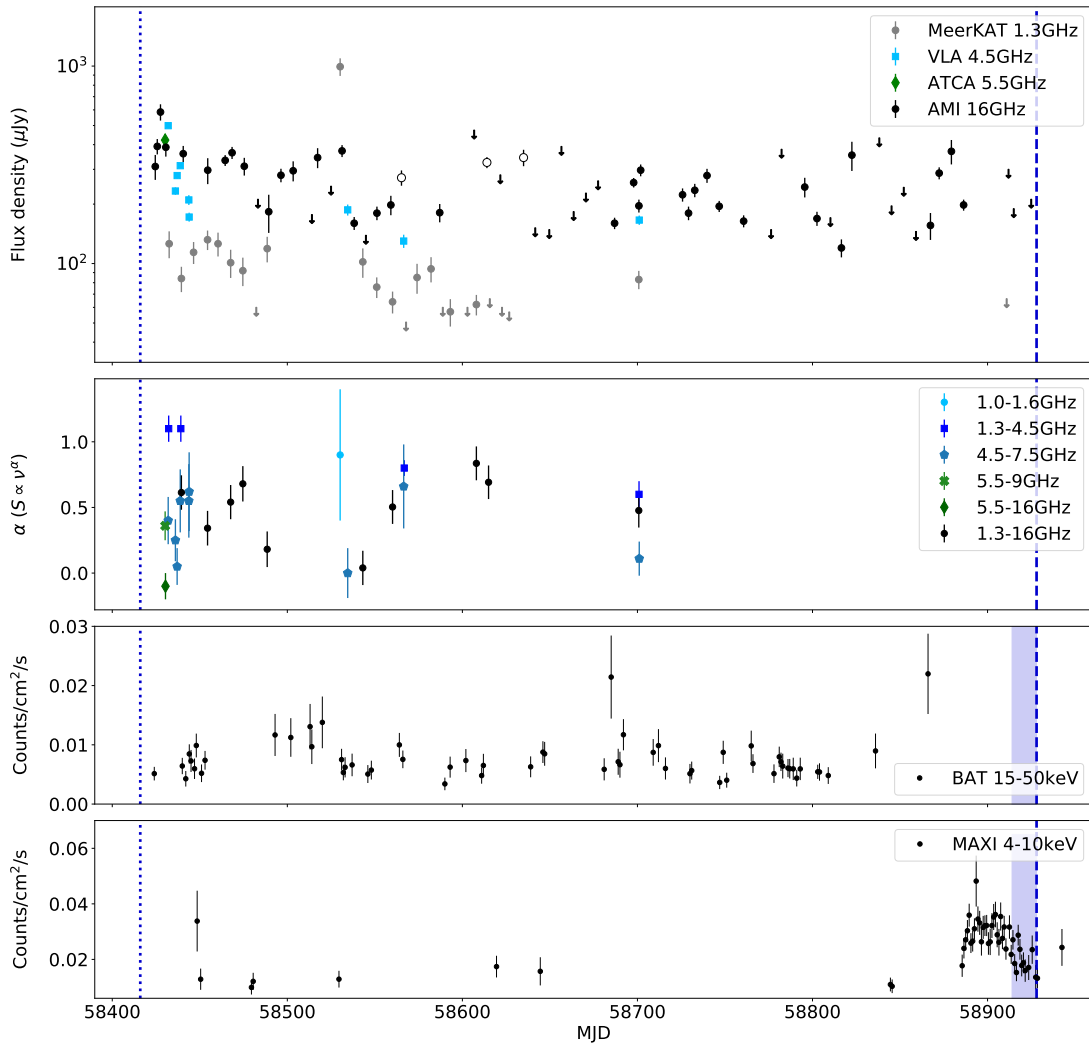 10³
10²
Flux density (μJy)
MeerKAT 1.3GHz
VLA 4.5GHz
ATCA 5.5GHz
AMI 16GHz
1.0
0.5
0.0
α (S ∝ ν^α)
1.0-1.6GHz
1.3-4.5GHz
4.5-7.5GHz
5.5-9GHz
5.5-16GHz
1.3-16GHz
0.03
0.02
0.01
0.00
Counts/cm²/s
BAT 15-50keV
0.06
0.04
0.02
Counts/cm²/s
MAXI 4-10keV
58400 58500 58600 58700 58800 58900
MJD